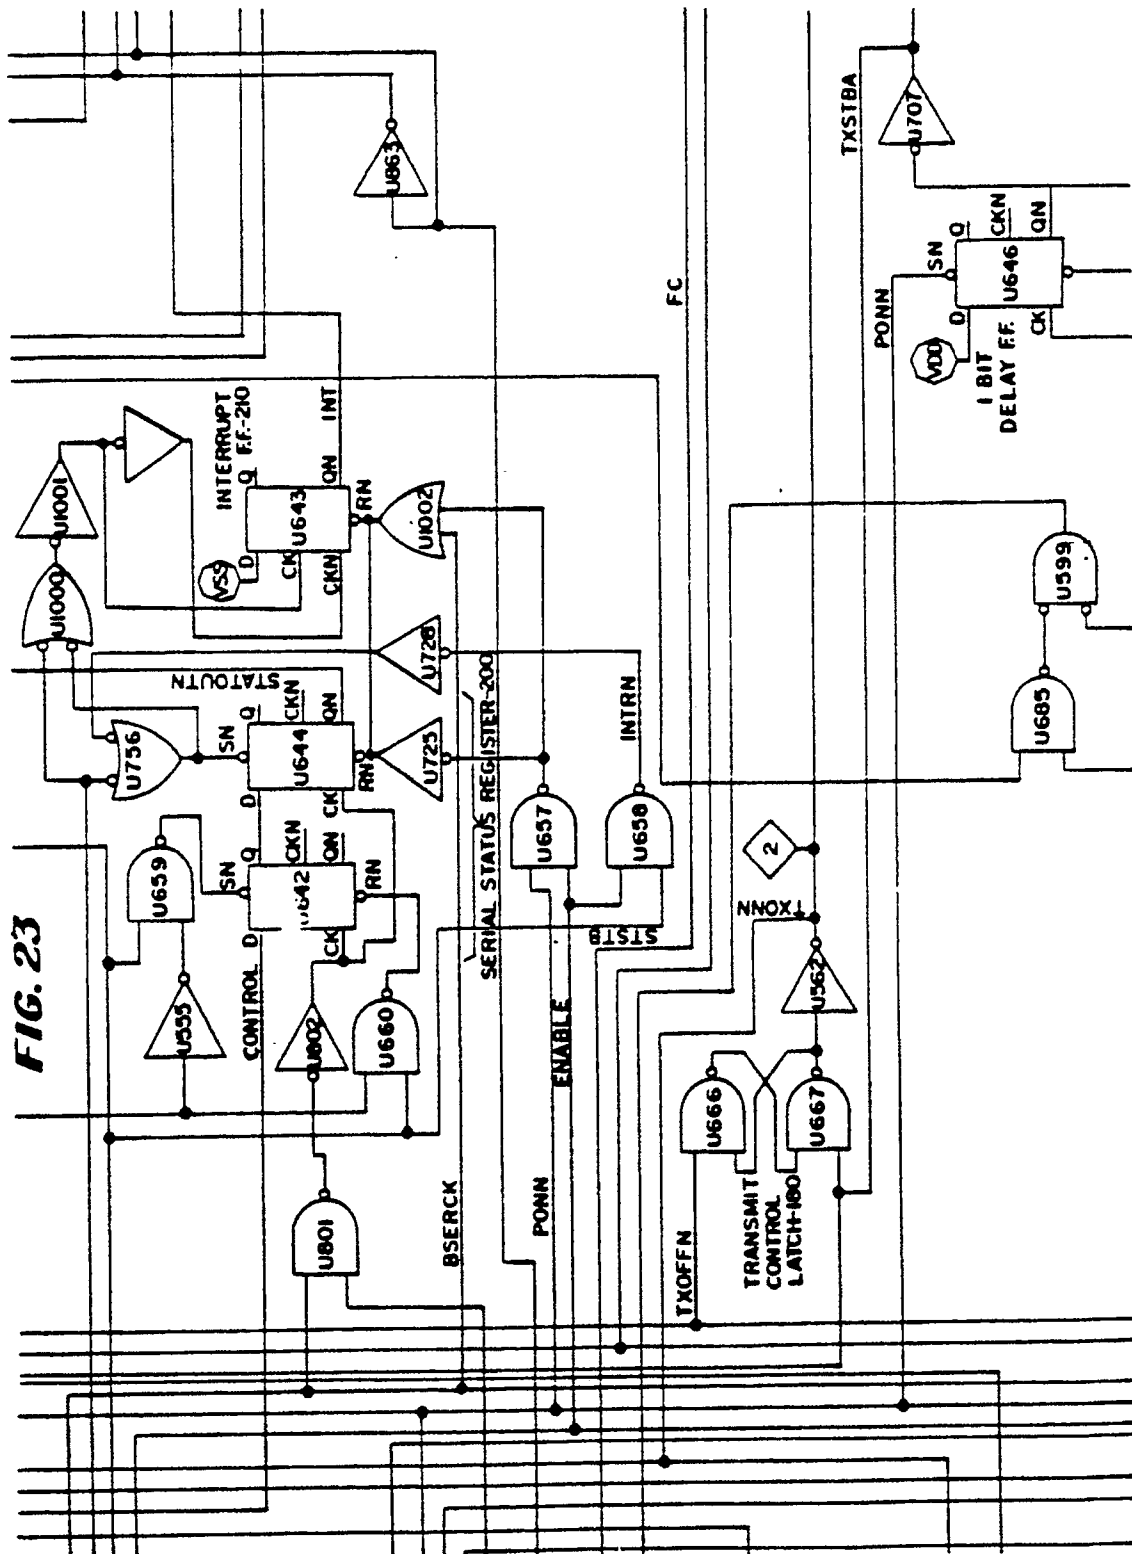 FIG. 23
U1001
U1000
INTERRUPT
F.F.-210
VSS
D
Q
CK
U643
CKN
QN
INT
RN
U1002
U863
STATOUTN
U756
SN
Q
CKN
U644
QN
D
CK
RN
U725
U728
U659
U555
SN
Q
CKN
QN
D
U642
CK
RN
CONTROL
U802
U660
U801
SERIAL STATUS REGISTER-200
BSERCK
U657
U658
INTRN
STSTB
PONN
ENABLE
FC
TXSTBA
U707
PONN
SN
Q
CKN
QN
U646
D
CK
VDD
1 BIT
DELAY F.F.
U599
U685
2
TXONN
U562
U666
U667
TXOFFN
TRANSMIT
CONTROL
LATCH-180